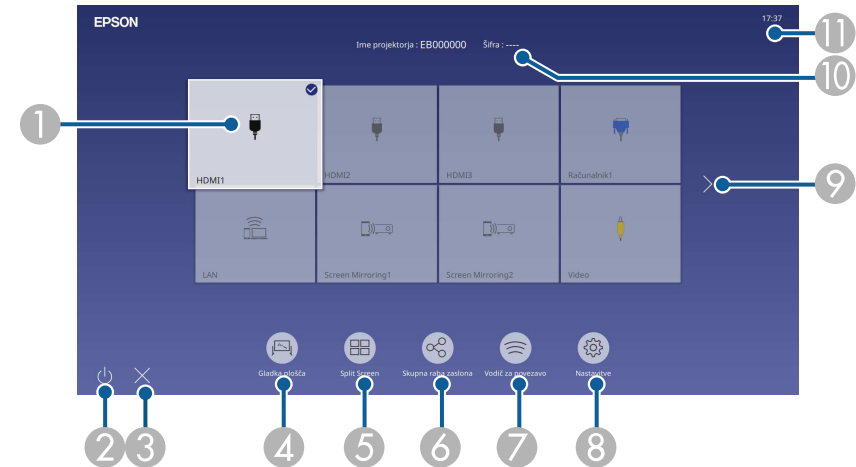 EPSON
17:37
Ime projektorja : EB000000 Šifra : ----
11
10
1
HDMI1
HDMI2
HDMI3
Računalnik1
9
LAN
Screen Mirroring1
Screen Mirroring2
Video
Gladka plošča
Split Screen
Skupna raba zaslona
Vodič za povezavo
Nastavitve
2
3
4
5
6
7
8